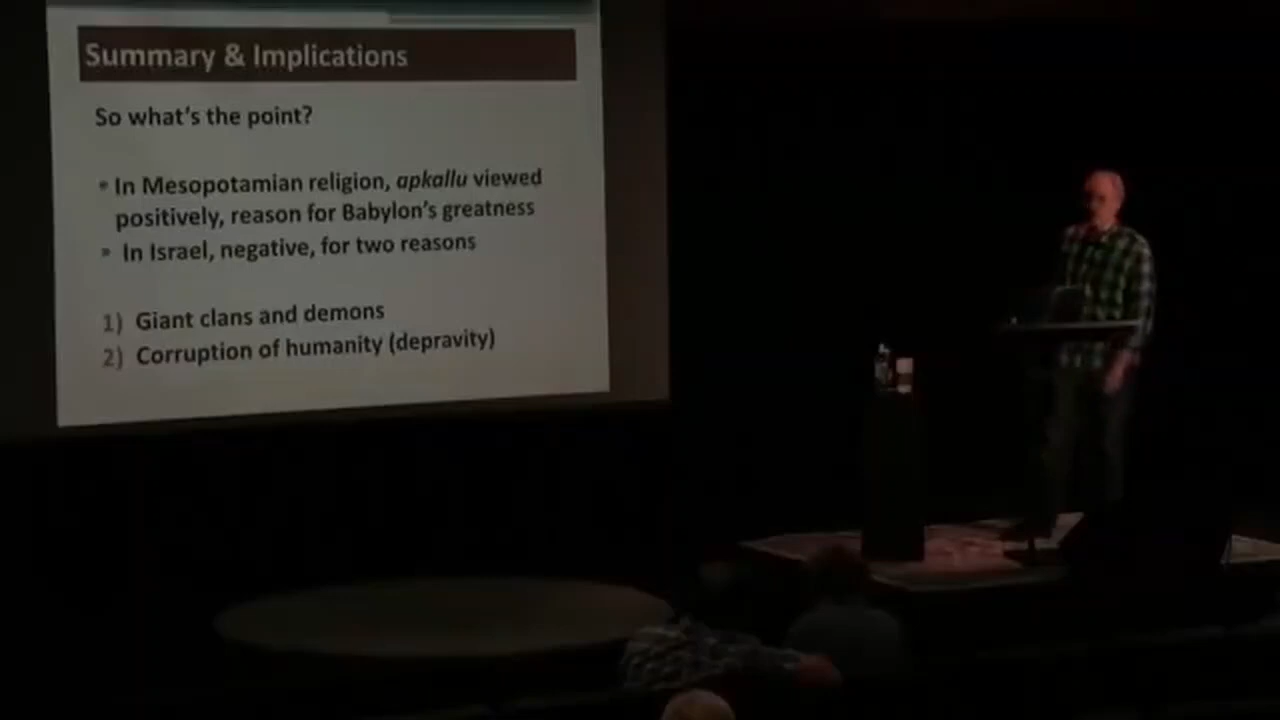 Summary & Implications
So what's the point?
▪ In Mesopotamian religion, apkallu viewed
positively, reason for Babylon's greatness
▪ In Israel, negative, for two reasons
1) Giant clans and demons
2) Corruption of humanity (depravity)